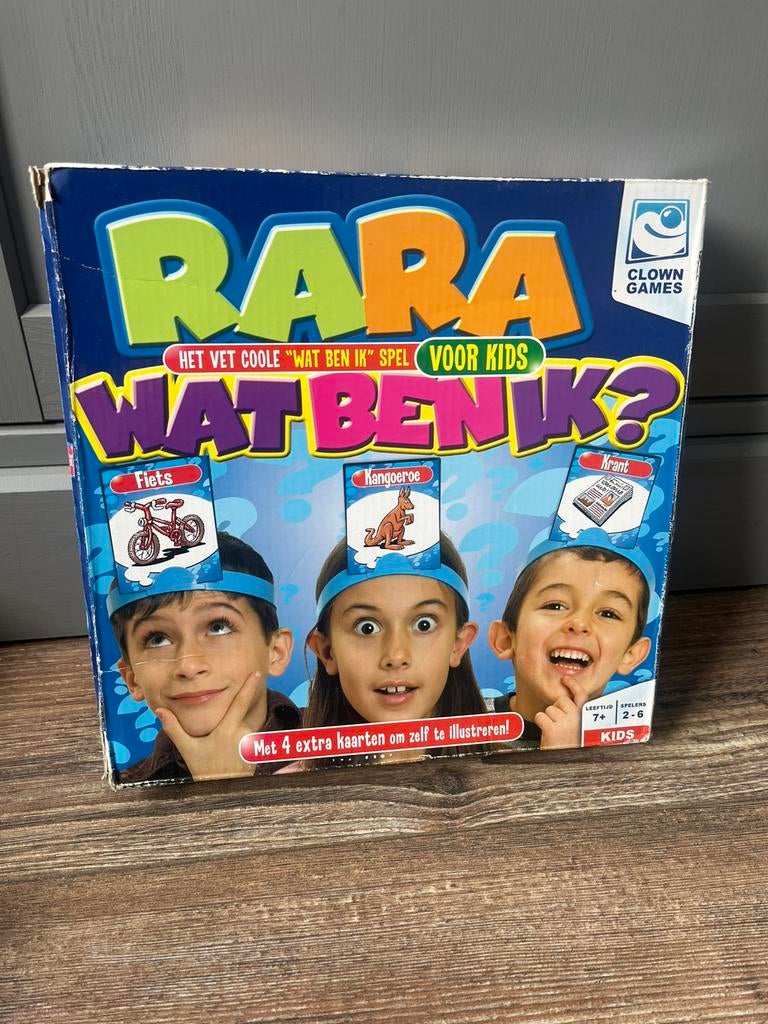 RARA
CLOWN
GAMES
HET VET COOLE "WAT BEN IK" SPEL VOOR KIDS
WAT BEN IK?
Fiets
Kangoeroe
Krant
Met 4 extra kaarten om zelf te illustreren!
LEEFTIJD
7+
SPELERS
2-6
KIDS